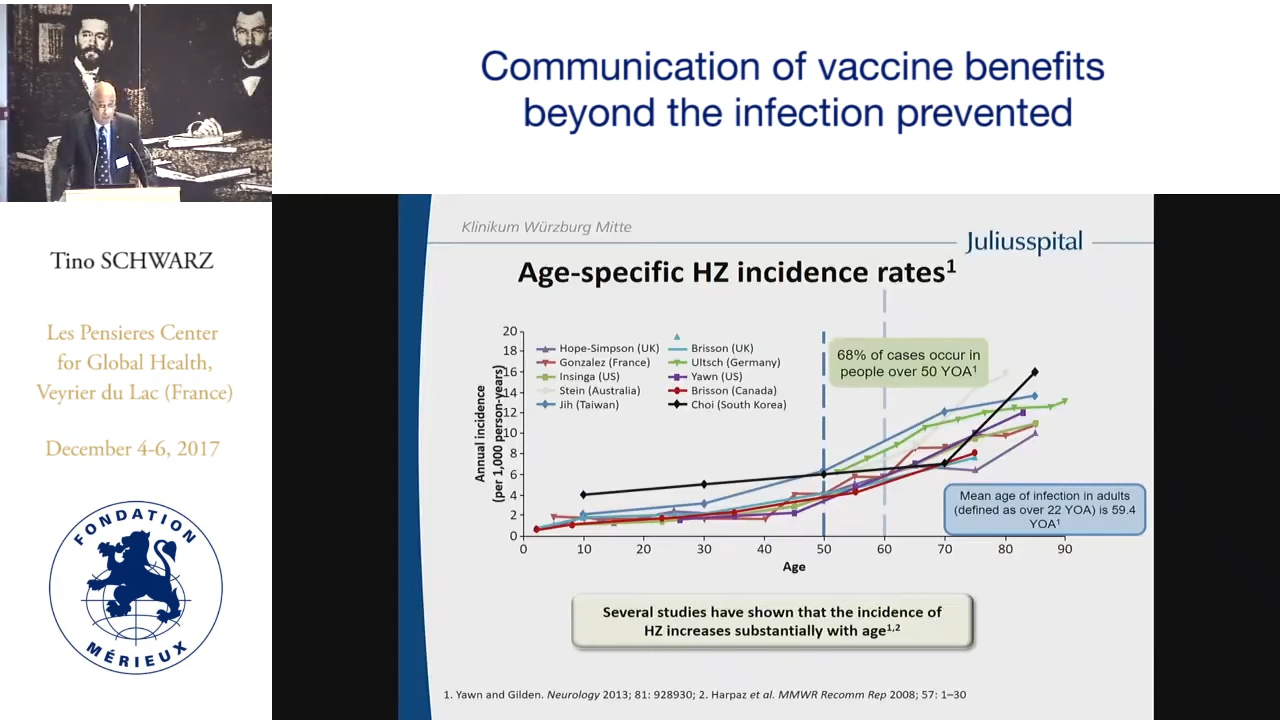 Communication of vaccine benefits
beyond the infection prevented
Tino SCHWARZ
Les Pensieres Center
for Global Health,
Veyrier du Lac (France)
December 4-6, 2017
FONDATION
MÉRIEUX
Klinikum Würzburg Mitte
Juliusspital
Age-specific HZ incidence rates1
Annual incidence
(per 1,000 person-years)
20
18
16
14
12
10
8
6
4
2
0
Hope-Simpson (UK)
Gonzalez (France)
Insinga (US)
Stein (Australia)
Jih (Taiwan)
Brisson (UK)
Ultsch (Germany)
Yawn (US)
Brisson (Canada)
Choi (South Korea)
68% of cases occur in
people over 50 YOA1
Mean age of infection in adults
(defined as over 22 YOA) is 59.4
YOA1
0 10 20 30 40 50 60 70 80 90
Age
Several studies have shown that the incidence of
HZ increases substantially with age1,2
1. Yawn and Gilden. Neurology 2013; 81: 928930; 2. Harpaz et al. MMWR Recomm Rep 2008; 57: 1–30